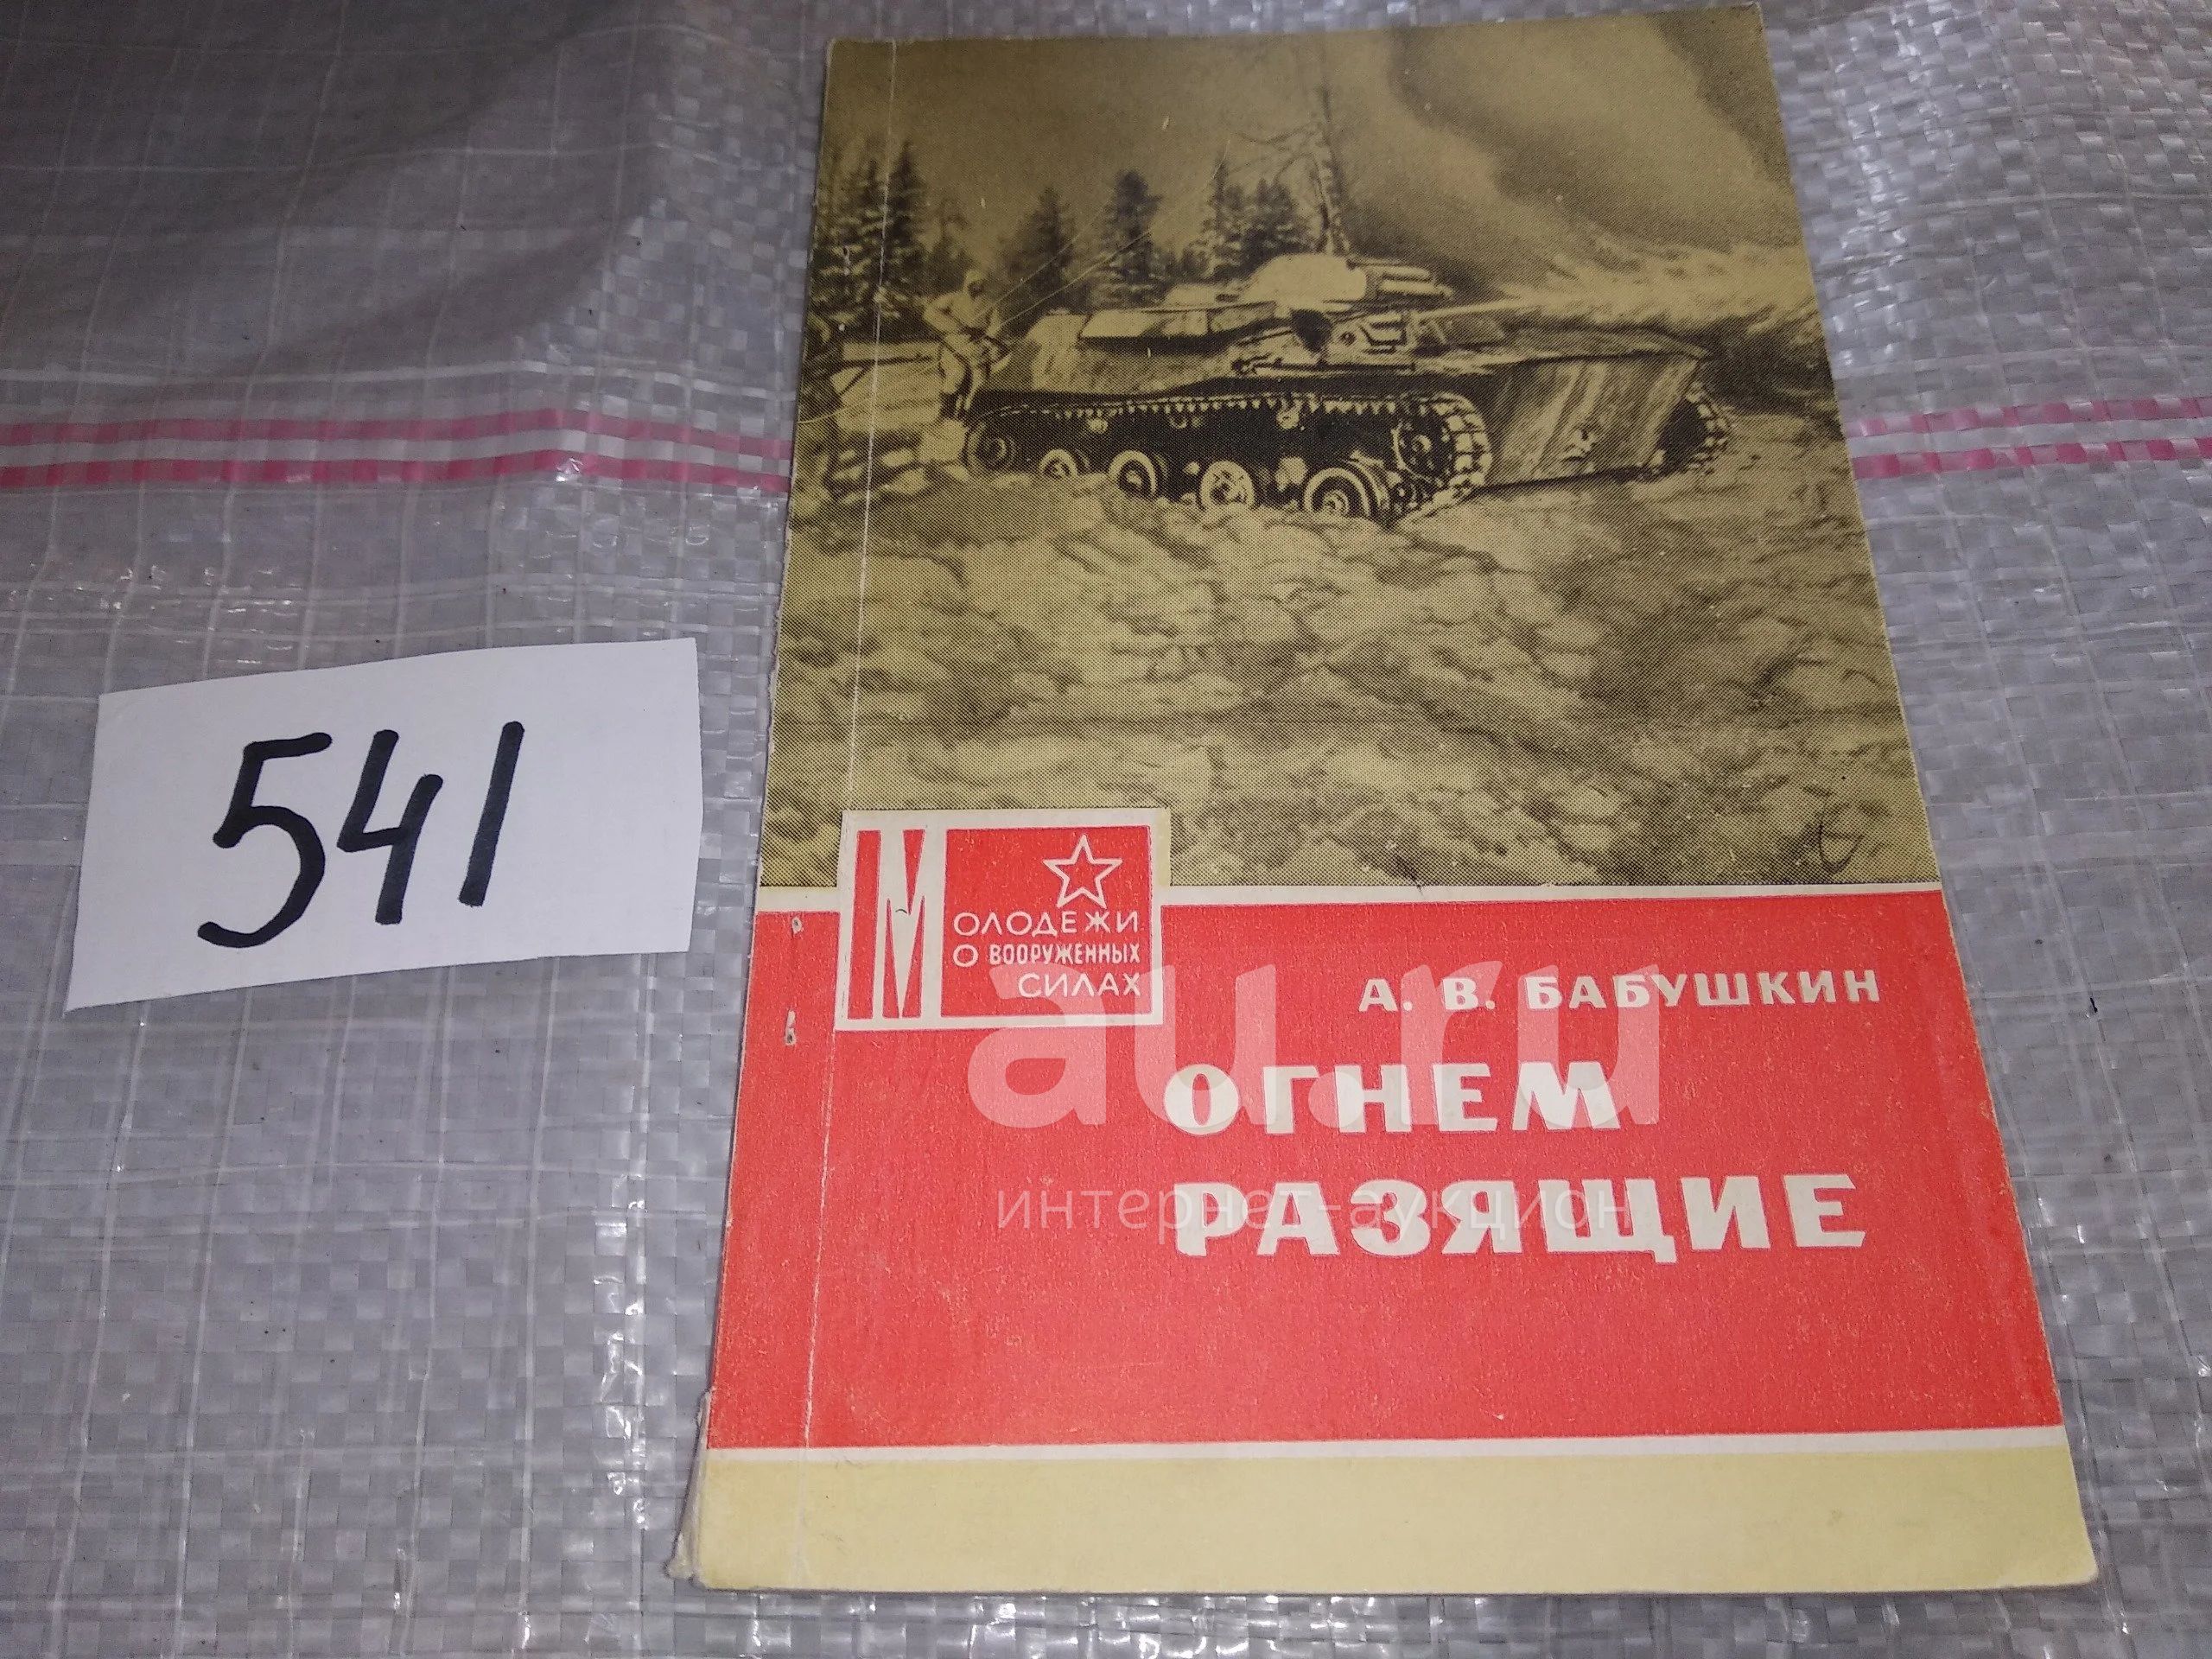 541
МОЛОДЕЖИ
О ВООРУЖЕННЫХ
СИЛАХ
А. В. БАБУШКИН
ОГНЕМ
РАЗЯЩИЕ
au.ru
интернет-аукцион